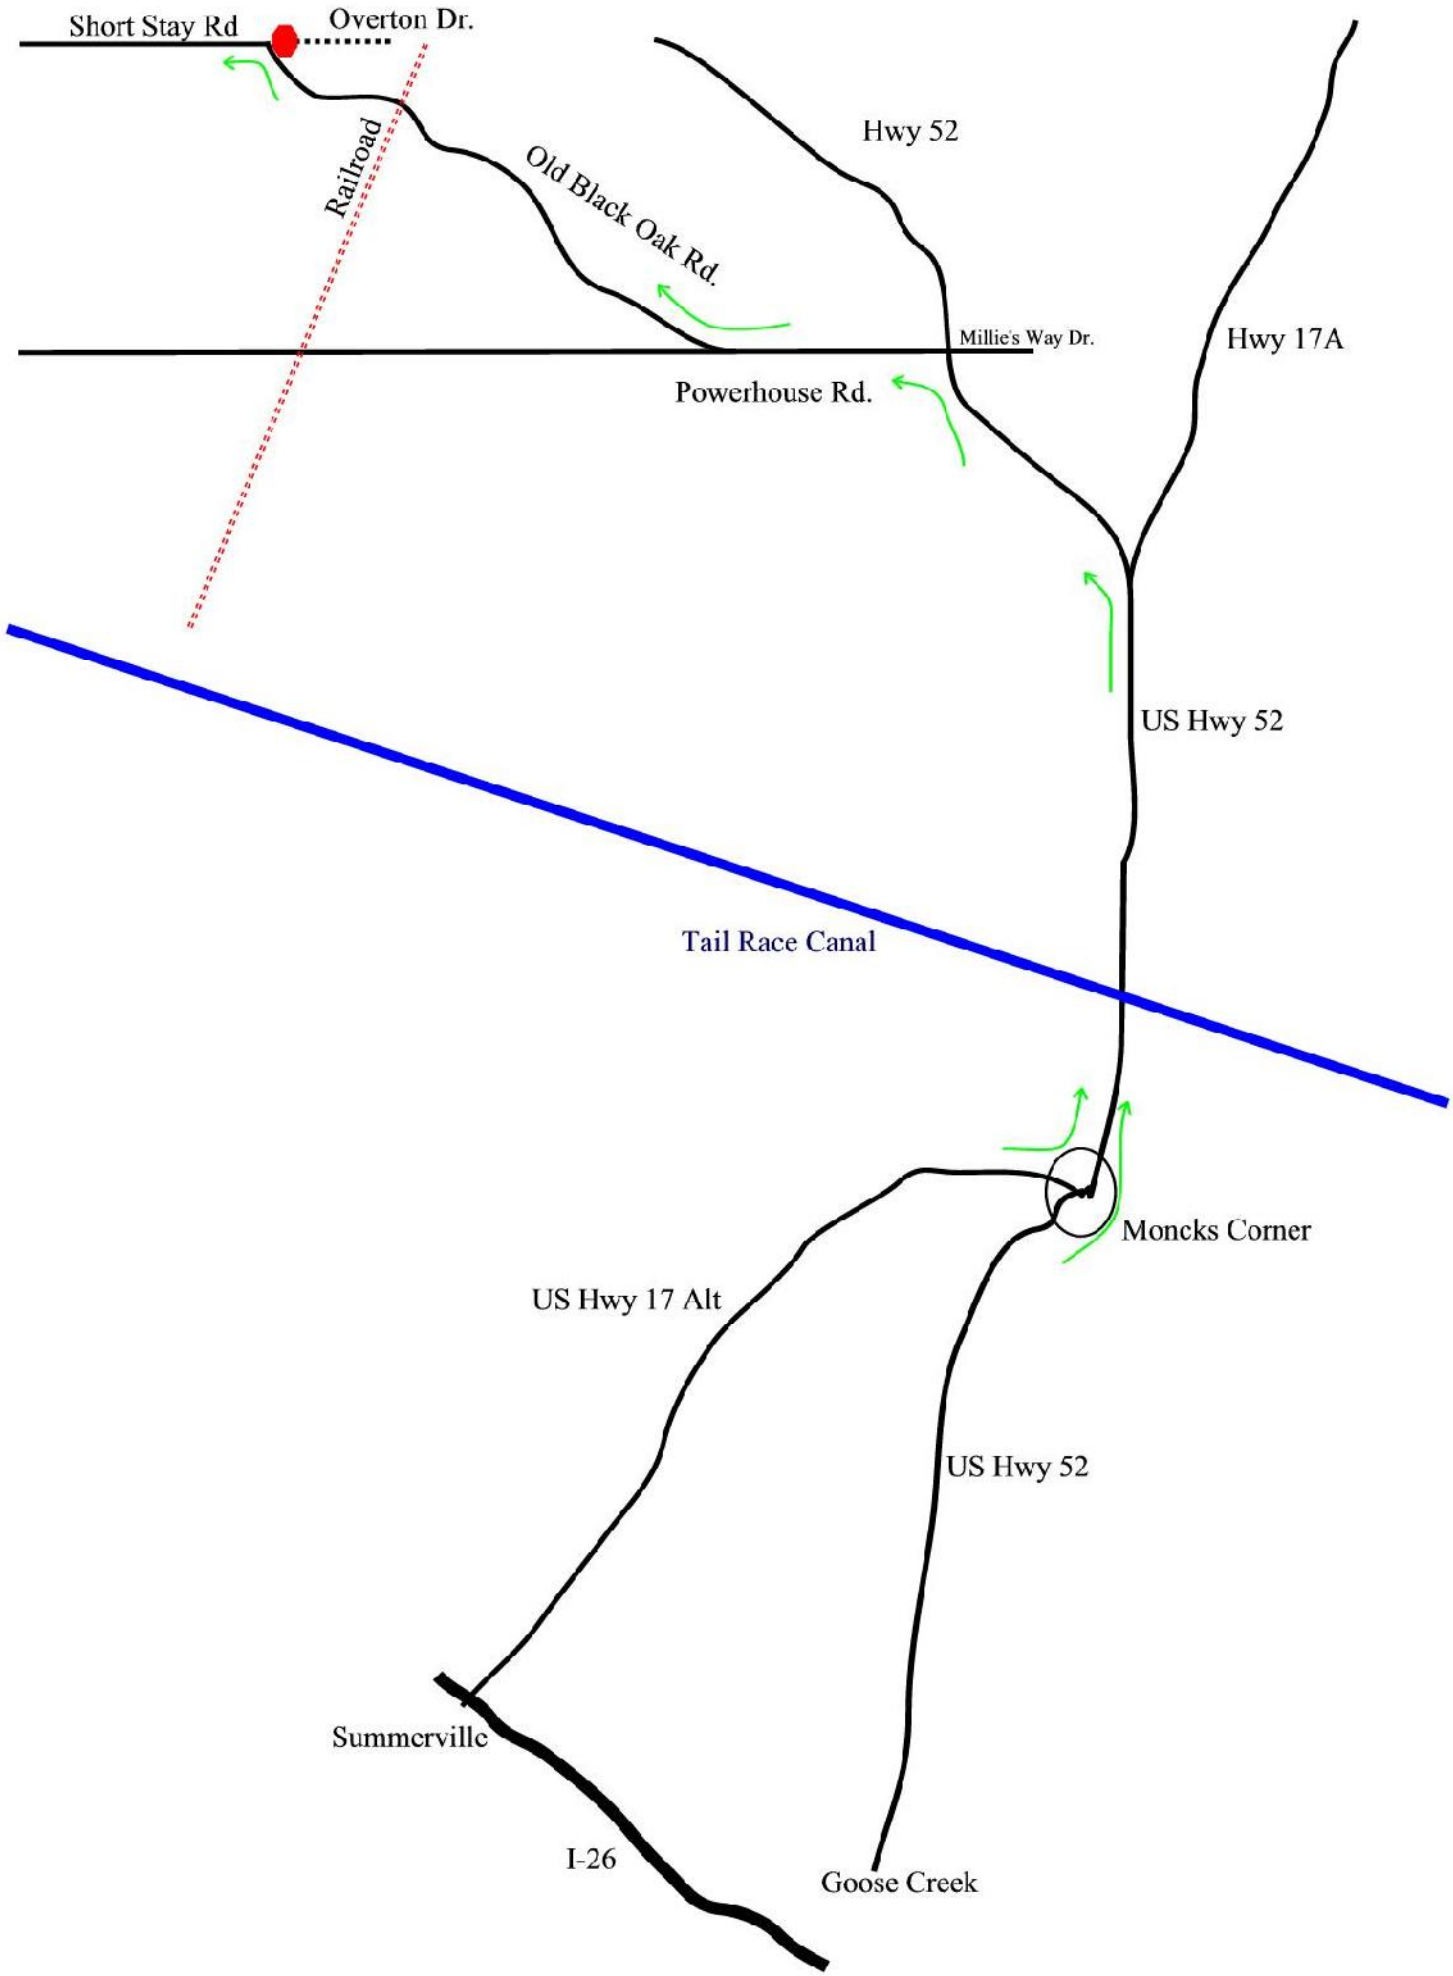 Short Stay Rd
Overton Dr.
Hwy 52
Railroad
Old Black Oak Rd.
Millie's Way Dr.
Hwy 17A
Powerhouse Rd.
US Hwy 52
Tail Race Canal
Moncks Corner
US Hwy 17 Alt
US Hwy 52
Summerville
I-26
Goose Creek